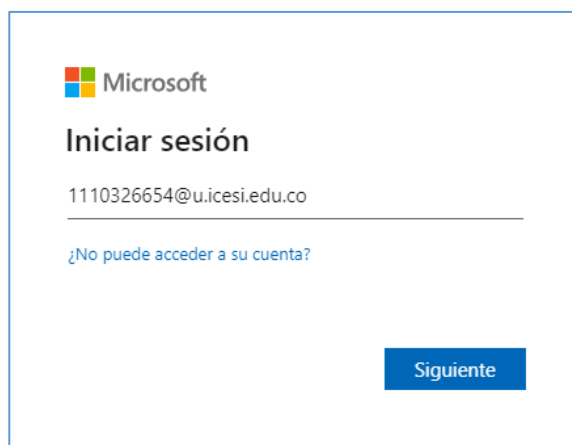 Microsoft
Iniciar sesión
1110326654@u.icesi.edu.co
¿No puede acceder a su cuenta?
Siguiente